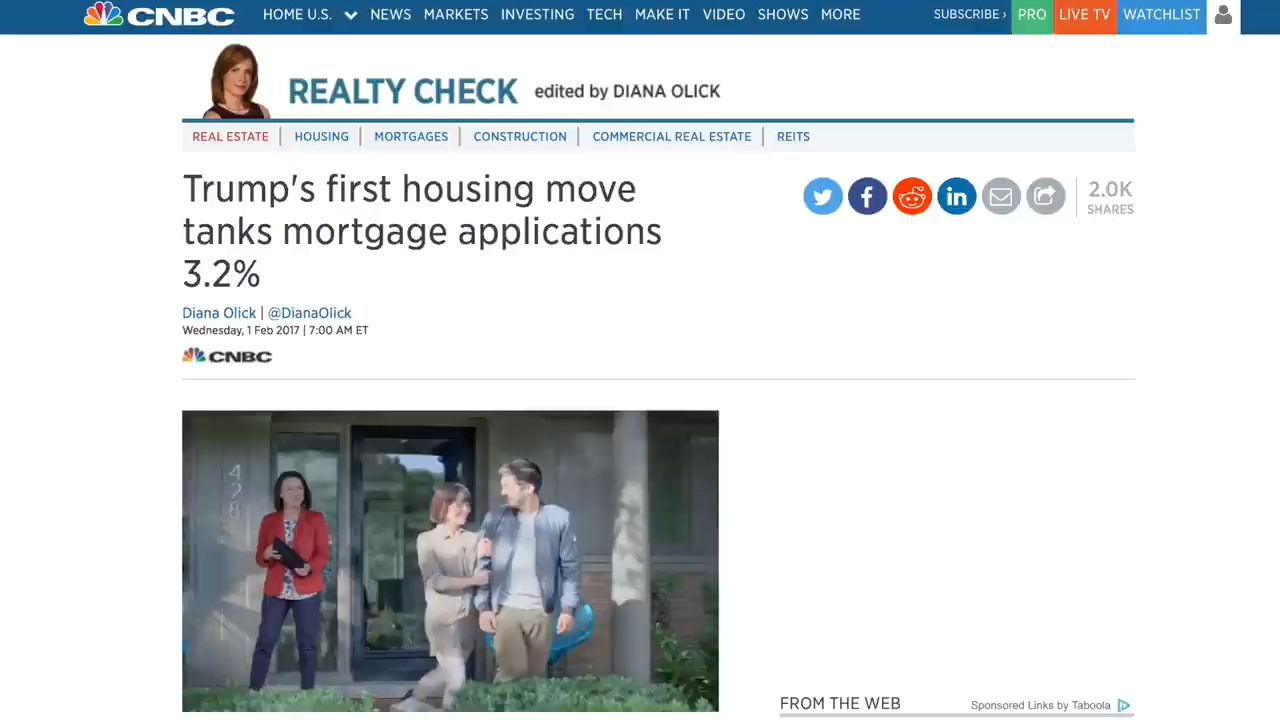 CNBC
HOME U.S. NEWS MARKETS INVESTING TECH MAKE IT VIDEO SHOWS MORE SUBSCRIBE › PRO LIVE TV WATCHLIST
REALTY CHECK edited by DIANA OLICK
REAL ESTATE | HOUSING | MORTGAGES | CONSTRUCTION | COMMERCIAL REAL ESTATE | REITS
Trump's first housing move
tanks mortgage applications
3.2%
2.0K
SHARES
Diana Olick | @DianaOlick
Wednesday, 1 Feb 2017 | 7:00 AM ET
CNBC
428
FROM THE WEB
Sponsored Links by Taboola